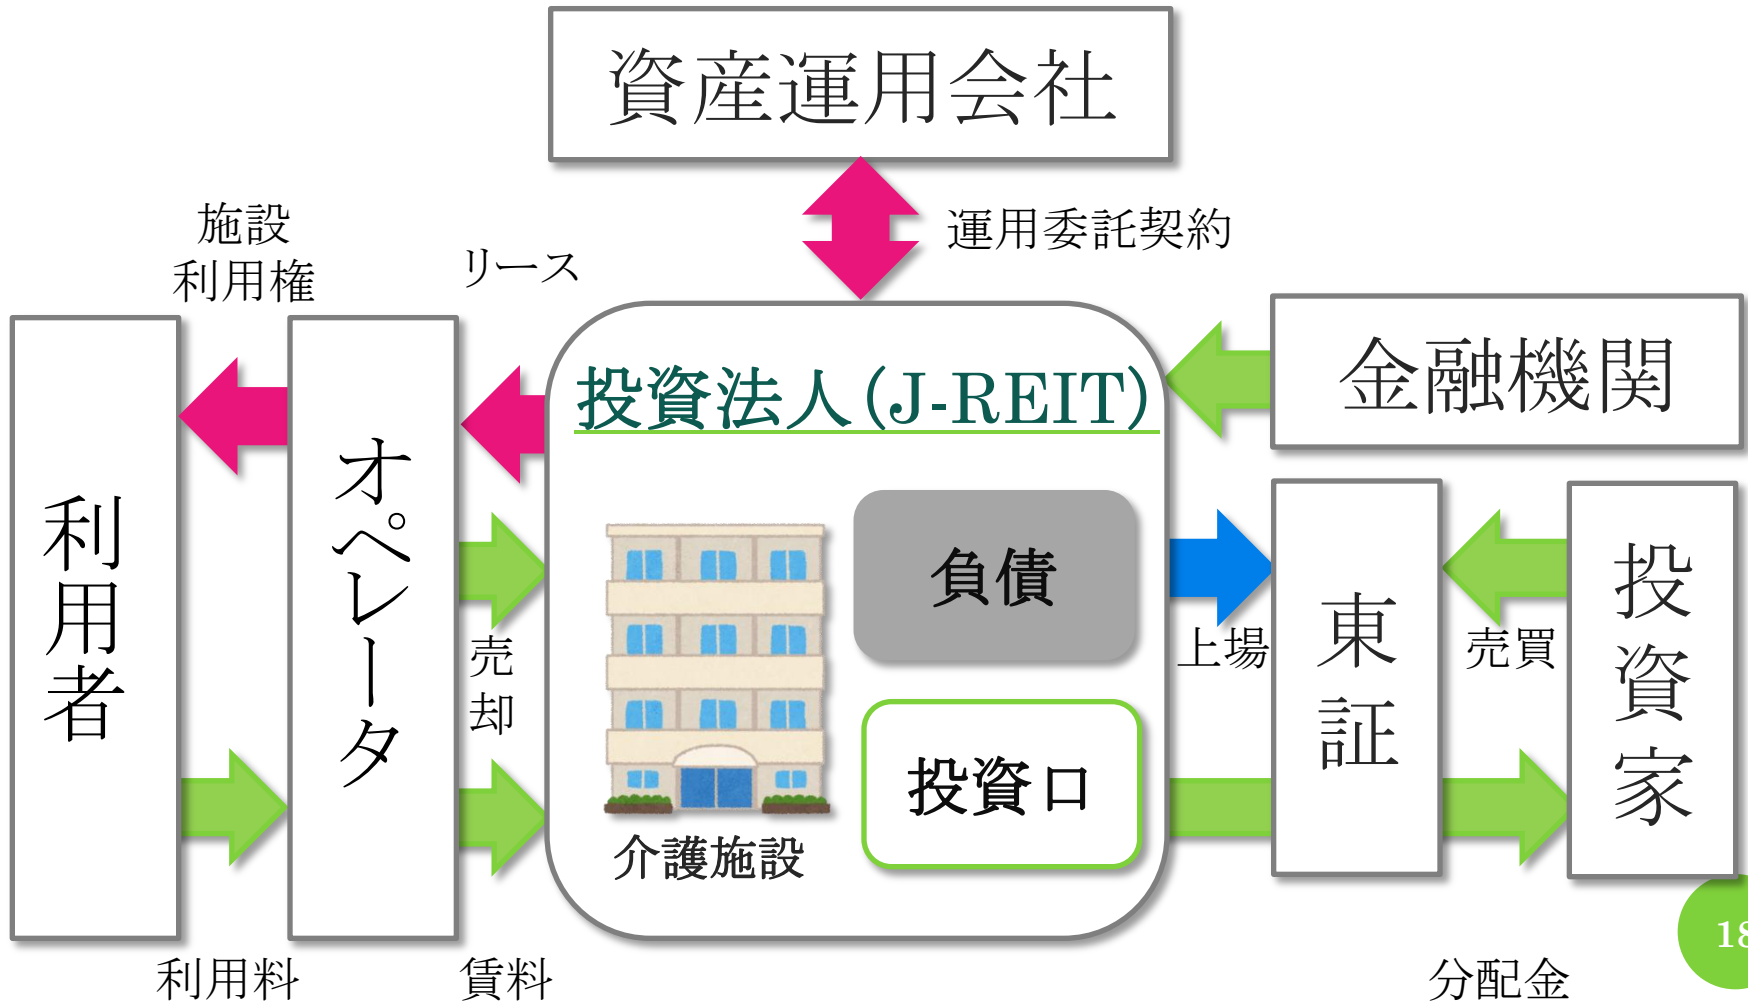 資産運用会社
運用委託契約
施設
利用権
リース
利用者
オペレータ
投資法人(J-REIT)
金融機関
負債
売却
上場
東証
売買
投資家
投資口
介護施設
利用料
賃料
分配金